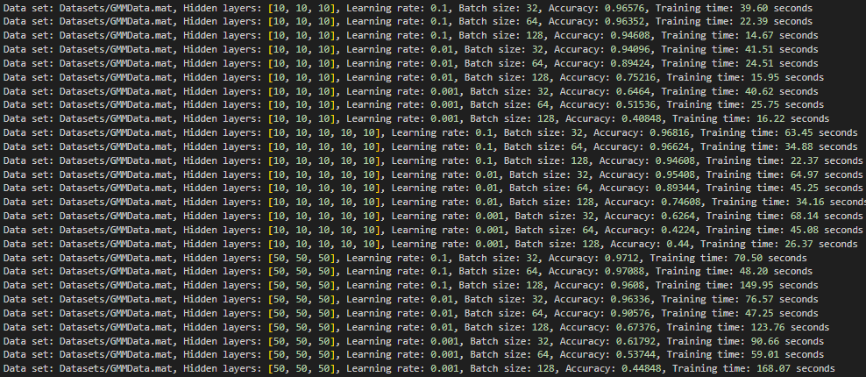 Data set: Datasets/GMMData.mat, Hidden layers: [10, 10, 10], Learning rate: 0.1, Batch size: 32, Accuracy: 0.96576, Training time: 39.60 seconds
Data set: Datasets/GMMData.mat, Hidden layers: [10, 10, 10], Learning rate: 0.1, Batch size: 64, Accuracy: 0.96352, Training time: 22.39 seconds
Data set: Datasets/GMMData.mat, Hidden layers: [10, 10, 10], Learning rate: 0.1, Batch size: 128, Accuracy: 0.94608, Training time: 14.67 seconds
Data set: Datasets/GMMData.mat, Hidden layers: [10, 10, 10], Learning rate: 0.01, Batch size: 32, Accuracy: 0.94096, Training time: 41.51 seconds
Data set: Datasets/GMMData.mat, Hidden layers: [10, 10, 10], Learning rate: 0.01, Batch size: 64, Accuracy: 0.89424, Training time: 24.51 seconds
Data set: Datasets/GMMData.mat, Hidden layers: [10, 10, 10], Learning rate: 0.01, Batch size: 128, Accuracy: 0.75216, Training time: 15.95 seconds
Data set: Datasets/GMMData.mat, Hidden layers: [10, 10, 10], Learning rate: 0.001, Batch size: 32, Accuracy: 0.6464, Training time: 40.62 seconds
Data set: Datasets/GMMData.mat, Hidden layers: [10, 10, 10], Learning rate: 0.001, Batch size: 64, Accuracy: 0.51536, Training time: 25.75 seconds
Data set: Datasets/GMMData.mat, Hidden layers: [10, 10, 10], Learning rate: 0.001, Batch size: 128, Accuracy: 0.40848, Training time: 16.22 seconds
Data set: Datasets/GMMData.mat, Hidden layers: [10, 10, 10, 10, 10], Learning rate: 0.1, Batch size: 32, Accuracy: 0.96816, Training time: 63.45 seconds
Data set: Datasets/GMMData.mat, Hidden layers: [10, 10, 10, 10, 10], Learning rate: 0.1, Batch size: 64, Accuracy: 0.96624, Training time: 34.88 seconds
Data set: Datasets/GMMData.mat, Hidden layers: [10, 10, 10, 10, 10], Learning rate: 0.1, Batch size: 128, Accuracy: 0.94608, Training time: 22.37 seconds
Data set: Datasets/GMMData.mat, Hidden layers: [10, 10, 10, 10, 10], Learning rate: 0.01, Batch size: 32, Accuracy: 0.95408, Training time: 64.97 seconds
Data set: Datasets/GMMData.mat, Hidden layers: [10, 10, 10, 10, 10], Learning rate: 0.01, Batch size: 64, Accuracy: 0.89344, Training time: 45.25 seconds
Data set: Datasets/GMMData.mat, Hidden layers: [10, 10, 10, 10, 10], Learning rate: 0.01, Batch size: 128, Accuracy: 0.74608, Training time: 34.16 seconds
Data set: Datasets/GMMData.mat, Hidden layers: [10, 10, 10, 10, 10], Learning rate: 0.001, Batch size: 32, Accuracy: 0.6264, Training time: 68.14 seconds
Data set: Datasets/GMMData.mat, Hidden layers: [10, 10, 10, 10, 10], Learning rate: 0.001, Batch size: 64, Accuracy: 0.4224, Training time: 45.08 seconds
Data set: Datasets/GMMData.mat, Hidden layers: [10, 10, 10, 10, 10], Learning rate: 0.001, Batch size: 128, Accuracy: 0.44, Training time: 26.37 seconds
Data set: Datasets/GMMData.mat, Hidden layers: [50, 50, 50], Learning rate: 0.1, Batch size: 32, Accuracy: 0.9712, Training time: 70.50 seconds
Data set: Datasets/GMMData.mat, Hidden layers: [50, 50, 50], Learning rate: 0.1, Batch size: 64, Accuracy: 0.97088, Training time: 48.20 seconds
Data set: Datasets/GMMData.mat, Hidden layers: [50, 50, 50], Learning rate: 0.1, Batch size: 128, Accuracy: 0.9608, Training time: 149.95 seconds
Data set: Datasets/GMMData.mat, Hidden layers: [50, 50, 50], Learning rate: 0.01, Batch size: 32, Accuracy: 0.96336, Training time: 76.57 seconds
Data set: Datasets/GMMData.mat, Hidden layers: [50, 50, 50], Learning rate: 0.01, Batch size: 64, Accuracy: 0.90576, Training time: 47.25 seconds
Data set: Datasets/GMMData.mat, Hidden layers: [50, 50, 50], Learning rate: 0.01, Batch size: 128, Accuracy: 0.67376, Training time: 123.76 seconds
Data set: Datasets/GMMData.mat, Hidden layers: [50, 50, 50], Learning rate: 0.001, Batch size: 32, Accuracy: 0.61792, Training time: 90.66 seconds
Data set: Datasets/GMMData.mat, Hidden layers: [50, 50, 50], Learning rate: 0.001, Batch size: 64, Accuracy: 0.53744, Training time: 59.01 seconds
Data set: Datasets/GMMData.mat, Hidden layers: [50, 50, 50], Learning rate: 0.001, Batch size: 128, Accuracy: 0.44848, Training time: 168.07 seconds